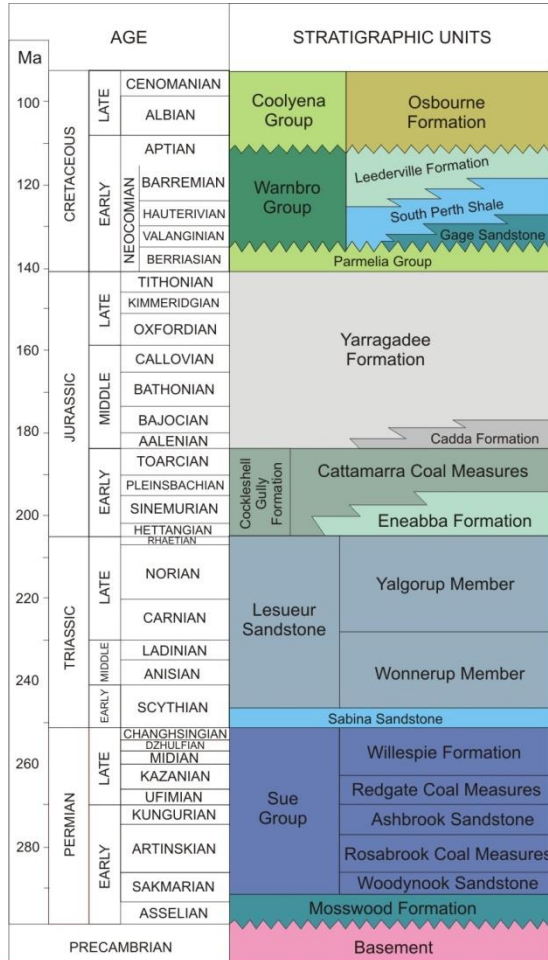 AGE
STRATIGRAPHIC UNITS
Ma
100
120
140
160
180
200
220
240
260
280
CRETACEOUS
LATE
CENOMANIAN
ALBIAN
EARLY
APTIAN
NEOCOMIAN
BARREMIAN
HAUTERIVIAN
VALANGINIAN
BERRIASIAN
JURASSIC
LATE
TITHONIAN
KIMMERIDGIAN
OXFORDIAN
MIDDLE
CALLOVIAN
BATHONIAN
BAJOCIAN
AALENIAN
EARLY
TOARCIAN
PLEINSBACHIAN
SINEMURIAN
HETTANGIAN
TRIASSIC
LATE
RHAETIAN
NORIAN
CARNIAN
MIDDLE
LADINIAN
ANISIAN
EARLY
SCYTHIAN
PERMIAN
LATE
CHANGHSINGIAN
DZHULFIAN
MIDIAN
KAZANIAN
UFIMIAN
EARLY
KUNGURIAN
ARTINSKIAN
SAKMARIAN
ASSELIAN
PRECAMBRIAN
Coolyena
Group
Osbourne
Formation
Warnbro
Group
Leederville Formation
South Perth Shale
Gage Sandstone
Parmelia Group
Yarragadee
Formation
Cadda Formation
Cockleshell
Gully
Formation
Cattamarra Coal Measures
Eneabba Formation
Lesueur
Sandstone
Yalgorup Member
Wonnerup Member
Sabina Sandstone
Sue
Group
Willespie Formation
Redgate Coal Measures
Ashbrook Sandstone
Rosabrook Coal Measures
Woodynook Sandstone
Mosswood Formation
Basement